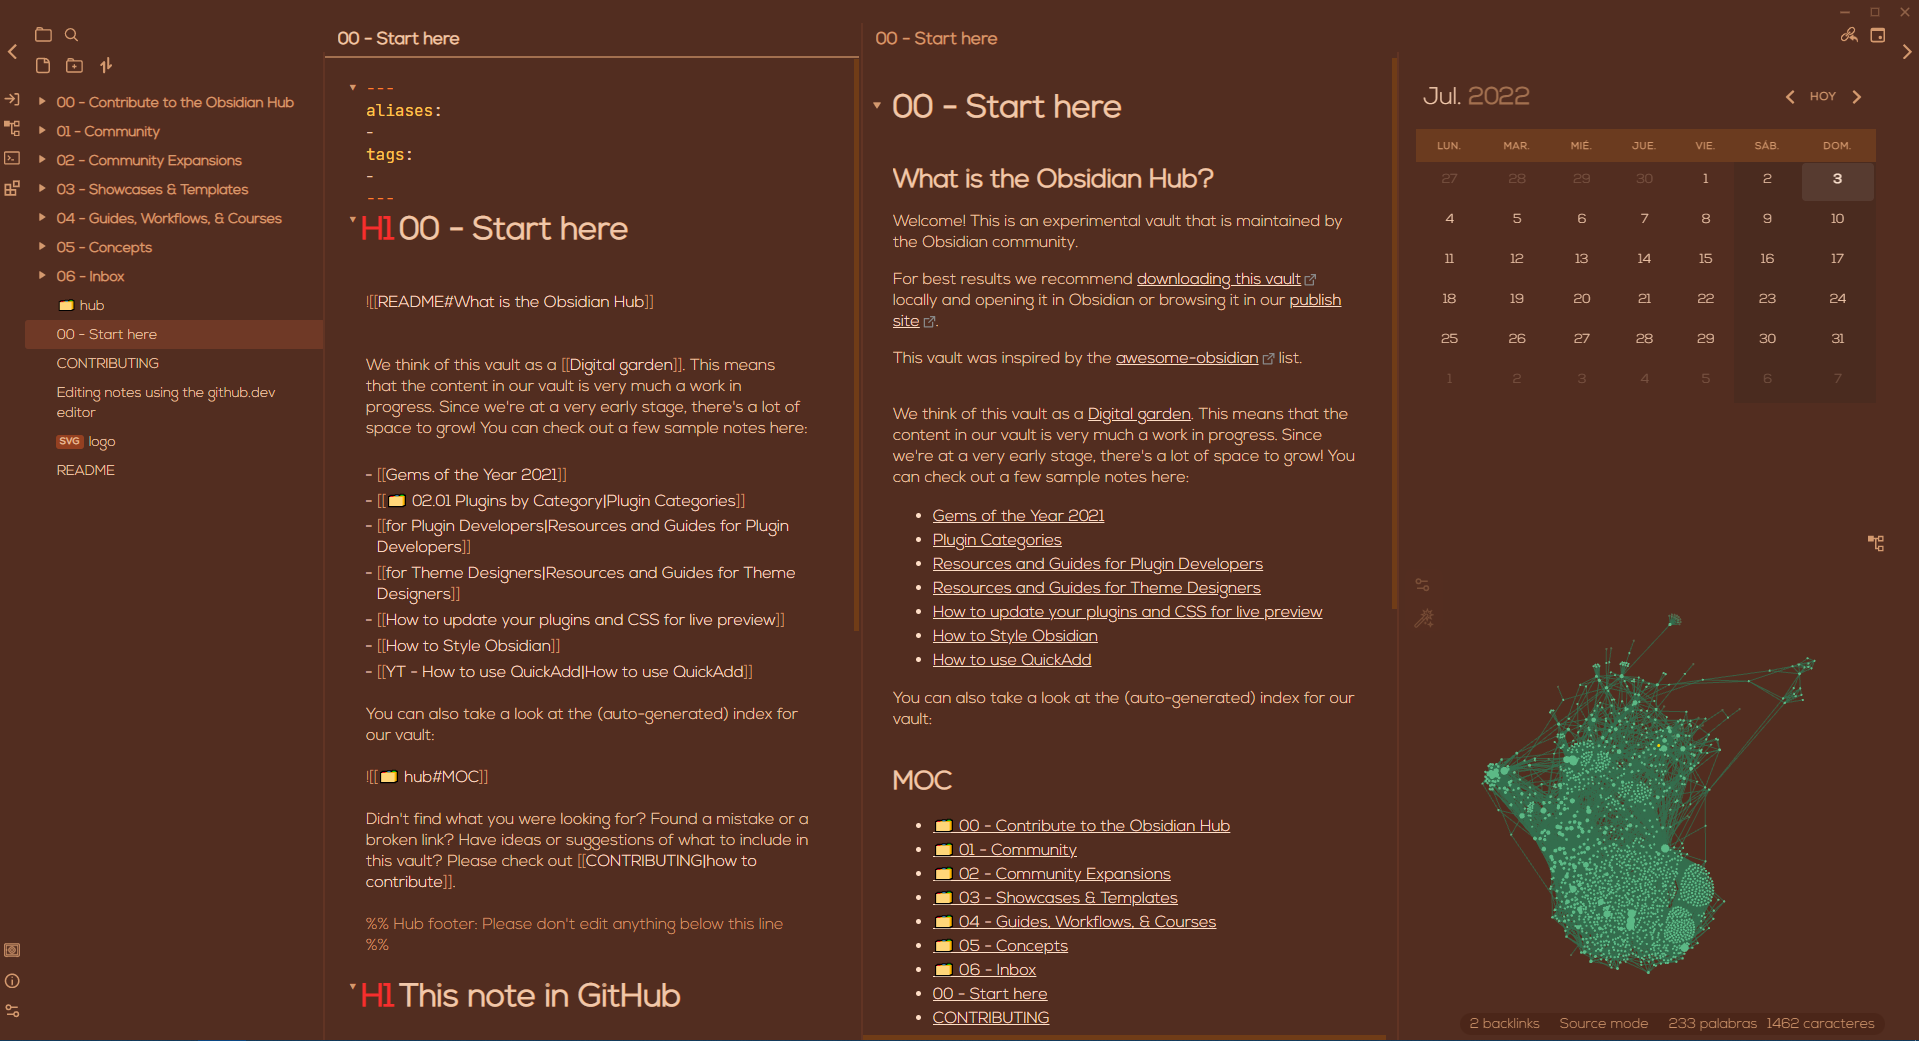 00 - Contribute to the Obsidian Hub
01 - Community
02 - Community Expansions
03 - Showcases & Templates
04 - Guides, Workflows, & Courses
05 - Concepts
06 - Inbox
hub
00 - Start here
CONTRIBUTING
Editing notes using the github.dev
editor
SVG logo
README
00 - Start here
---
aliases:
-
tags:
-
---
H1 00 - Start here
![[README#What is the Obsidian Hub]]
We think of this vault as a [[Digital garden]]. This means
that the content in our vault is very much a work in
progress. Since we're at a very early stage, there's a lot of
space to grow! You can check out a few sample notes here:
- [[Gems of the Year 2021]]
- [[🗂️ 02.01 Plugins by Category|Plugin Categories]]
- [[for Plugin Developers|Resources and Guides for Plugin
Developers]]
- [[for Theme Designers|Resources and Guides for Theme
Designers]]
- [[How to update your plugins and CSS for live preview]]
- [[How to Style Obsidian]]
- [[YT - How to use QuickAdd|How to use QuickAdd]]
You can also take a look at the (auto-generated) index for
our vault:
![[🗂️ hub#MOC]]
Didn't find what you were looking for? Found a mistake or a
broken link? Have ideas or suggestions of what to include in
this vault? Please check out [[CONTRIBUTING|how to
contribute]].
%% Hub footer: Please don't edit anything below this line
%%
H1 This note in GitHub
00 - Start here
00 - Start here
What is the Obsidian Hub?
Welcome! This is an experimental vault that is maintained by
the Obsidian community.
For best results we recommend downloading this vault
locally and opening it in Obsidian or browsing it in our publish
site.
This vault was inspired by the awesome-obsidian list.
We think of this vault as a Digital garden. This means that the
content in our vault is very much a work in progress. Since
we're at a very early stage, there's a lot of space to grow! You
can check out a few sample notes here:
• Gems of the Year 2021
• Plugin Categories
• Resources and Guides for Plugin Developers
• Resources and Guides for Theme Designers
• How to update your plugins and CSS for live preview
• How to Style Obsidian
• How to use QuickAdd
You can also take a look at the (auto-generated) index for our
vault:
MOC
• 🗂️ 00 - Contribute to the Obsidian Hub
• 🗂️ 01 - Community
• 🗂️ 02 - Community Expansions
• 🗂️ 03 - Showcases & Templates
• 🗂️ 04 - Guides, Workflows, & Courses
• 🗂️ 05 - Concepts
• 🗂️ 06 - Inbox
• 00 - Start here
• CONTRIBUTING
Jul. 2022 HOY
LUN. MAR. MIÉ. JUE. VIE. SÁB. DOM.
27 28 29 30 1 2 3
4 5 6 7 8 9 10
11 12 13 14 15 16 17
18 19 20 21 22 23 24
25 26 27 28 29 30 31
1 2 3 4 5 6 7
2 backlinks Source mode 233 palabras 1462 caracteres